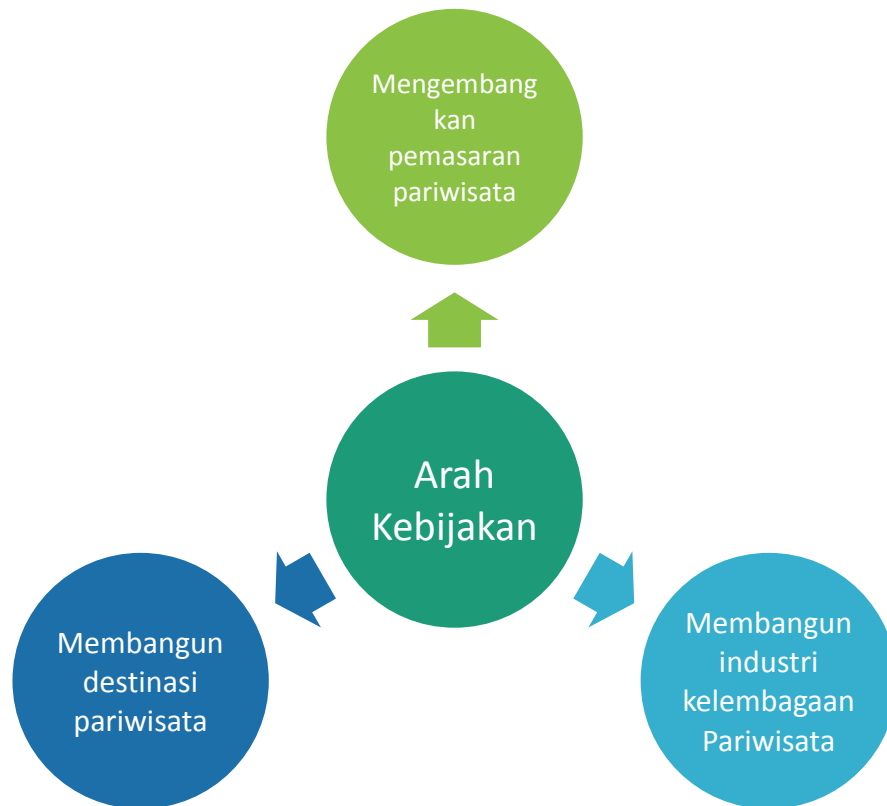 Mengembang
kan
pemasaran
pariwisata
Arah
Kebijakan
Membangun
destinasi
pariwisata
Membangun
industri
kelembagaan
Pariwisata